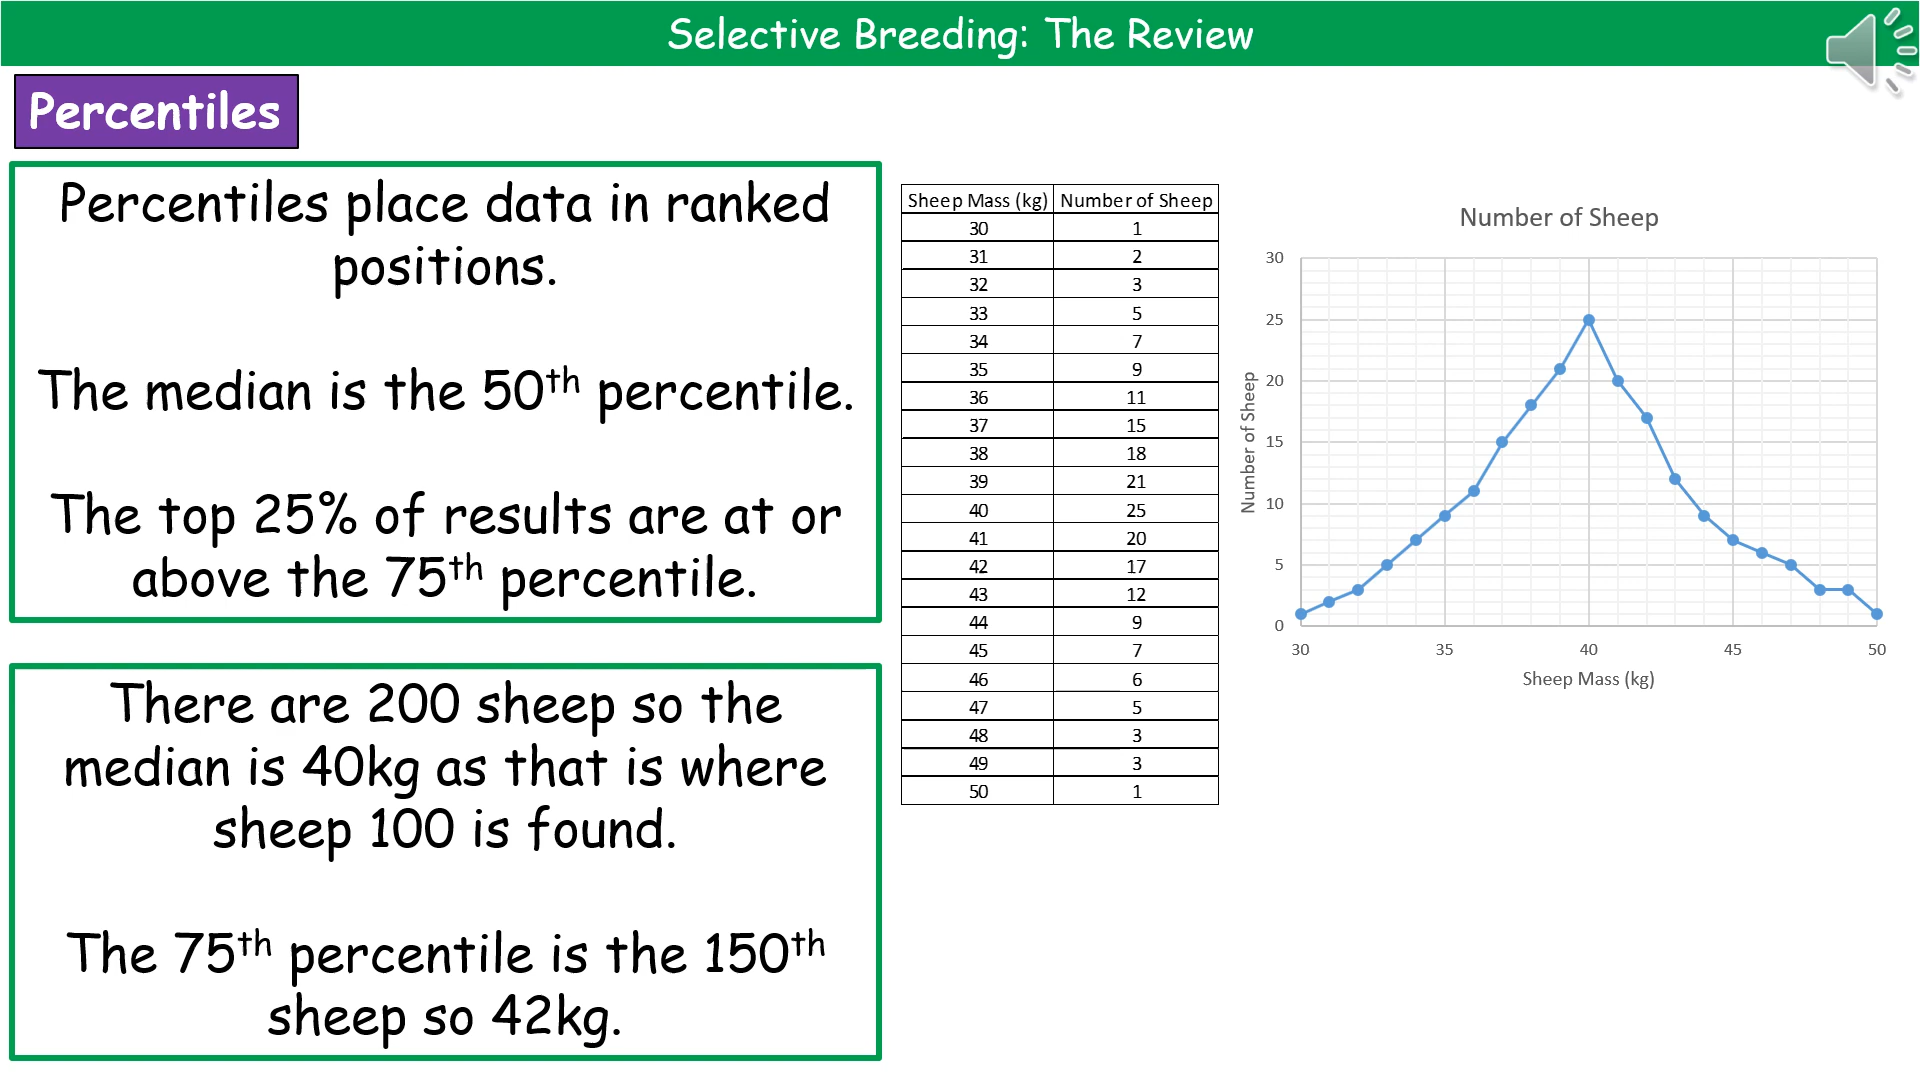 Selective Breeding: The Review
Percentiles
Percentiles place data in ranked
positions.
The median is the 50th percentile.
The top 25% of results are at or
above the 75th percentile.
There are 200 sheep so the
median is 40kg as that is where
sheep 100 is found.
The 75th percentile is the 150th
sheep so 42kg.
Sheep Mass (kg) Number of Sheep
30 1
31 2
32 3
33 5
34 7
35 9
36 11
37 15
38 18
39 21
40 25
41 20
42 17
43 12
44 9
45 7
46 6
47 5
48 3
49 3
50 1
Number of Sheep
Number of Sheep
30
25
20
15
10
5
0
30 35 40 45 50
Sheep Mass (kg)